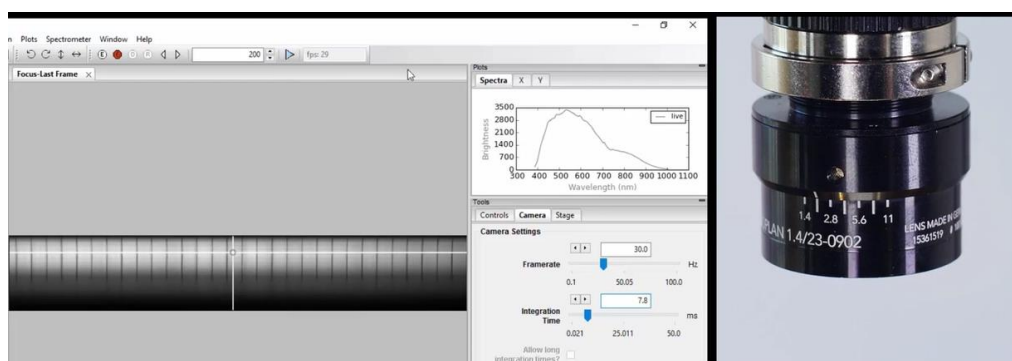 n Plots Spectrometer Window Help
200 fps: 29
Focus-Last Frame ×
Plots
Spectra X Y
3500
2800
2100
1400
700
Brightness
live
300 400 500 600 700 800 900 1000 1100
Wavelength (nm)
Tools
Controls Camera Stage
Camera Settings
30.0
Framerate Hz
0.1 50.05 100.0
7.8
Integration
Time ms
0.021 25.011 50.0
Allow long
integration times?
1.4 2.8 5.6 11
PLAN 1.4/23-0902
LENS MADE IN GER
15361519